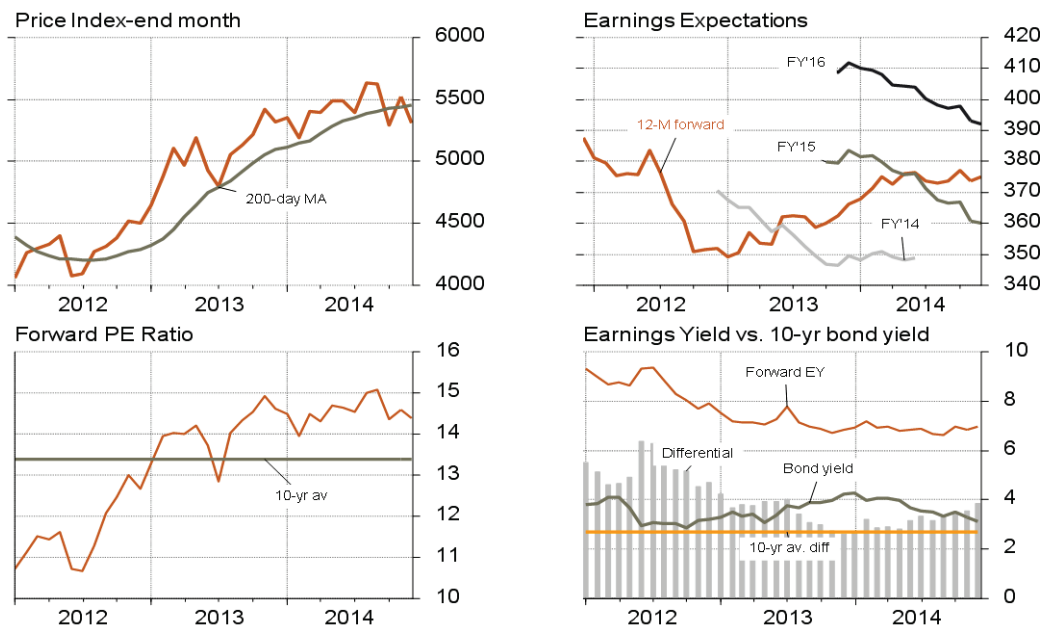 Price Index-end month
6000
5500
5000
4500
4000
200-day MA
2012 2013 2014
Earnings Expectations
420
410
400
390
380
370
360
350
340
FY'16
12-M forward
FY'15
FY'14
2012 2013 2014
Forward PE Ratio
16
15
14
13
12
11
10
10-yr av
2012 2013 2014
Earnings Yield vs. 10-yr bond yield
10
8
6
4
2
0
Forward EY
Differential
Bond yield
10-yr av. diff
2012 2013 2014